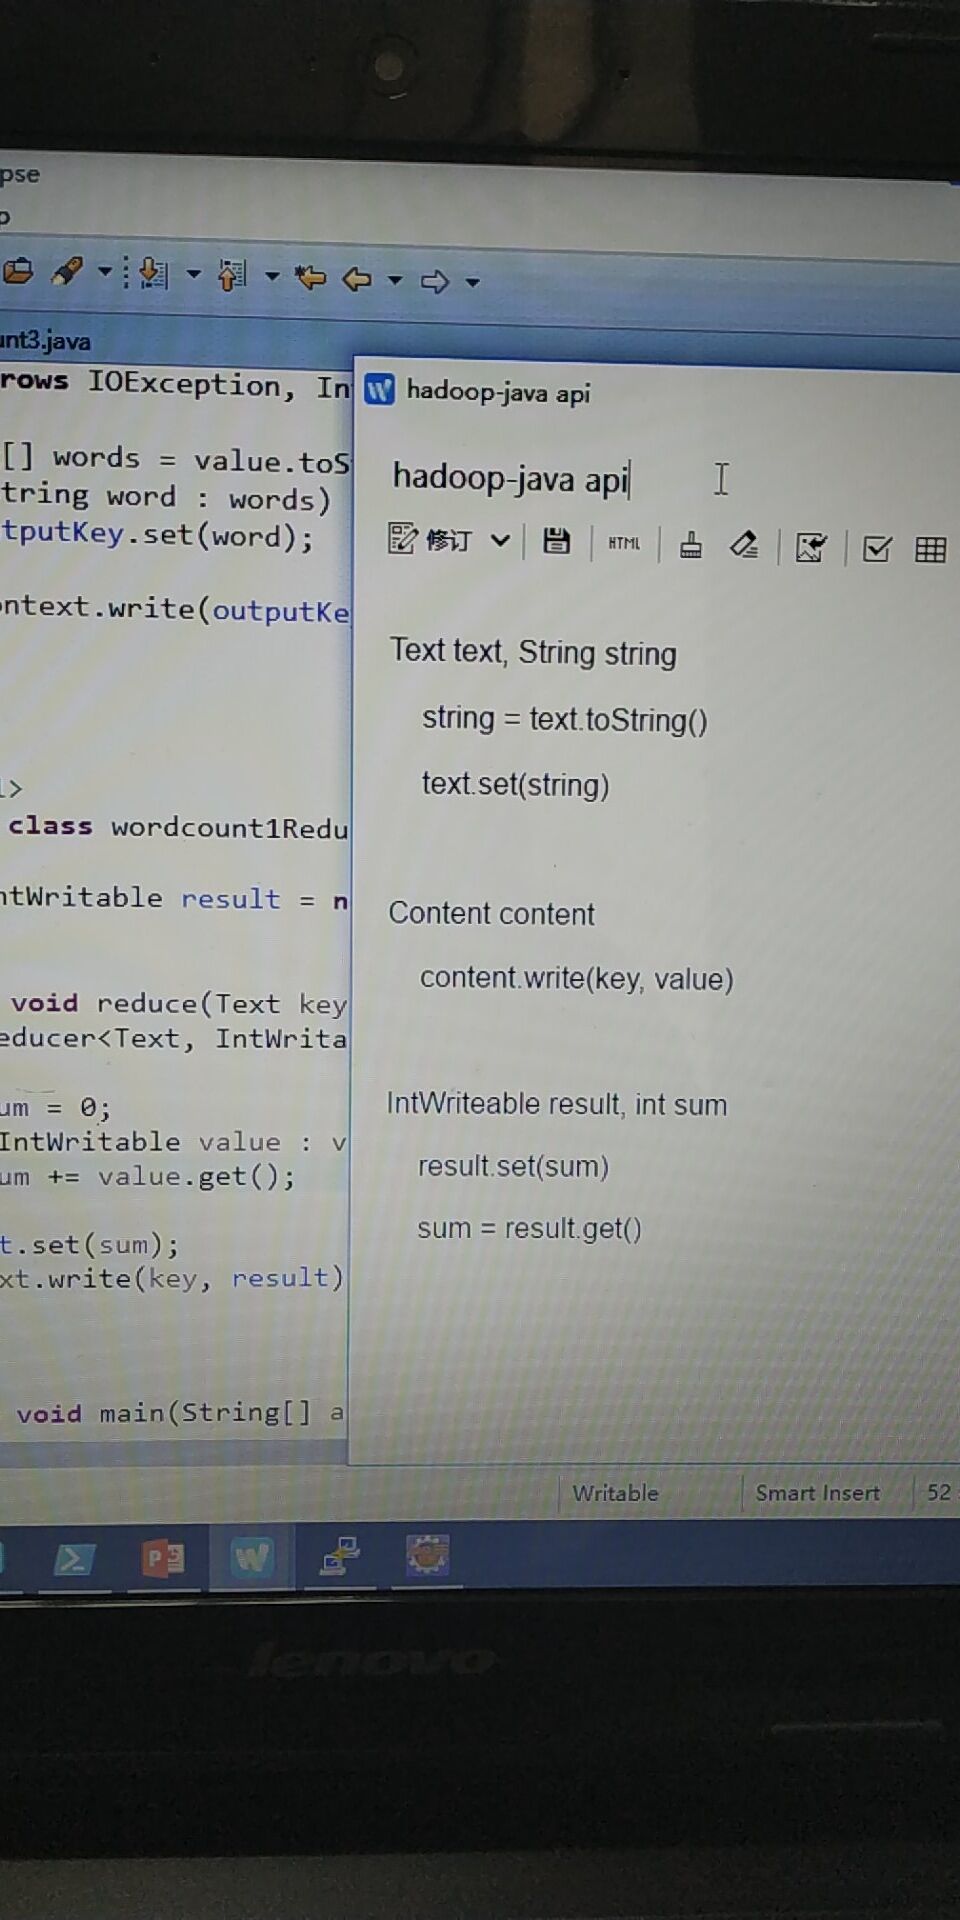 pse
p
unt3.java
rows IOException, In
[] words = value.toS
tring word : words)
tputKey.set(word);
ontext.write(outputKe
l>
class wordcount1Redu
ntWritable result = n
void reduce(Text key
educer<Text, IntWrita
um = 0;
IntWritable value : v
um += value.get();
t.set(sum);
xt.write(key, result)
void main(String[] a
hadoop-java api
hadoop-java api
修订 HTML
Text text, String string
string = text.toString()
text.set(string)
Content content
content.write(key, value)
IntWriteable result, int sum
result.set(sum)
sum = result.get()
Writable Smart Insert 52
lenovo